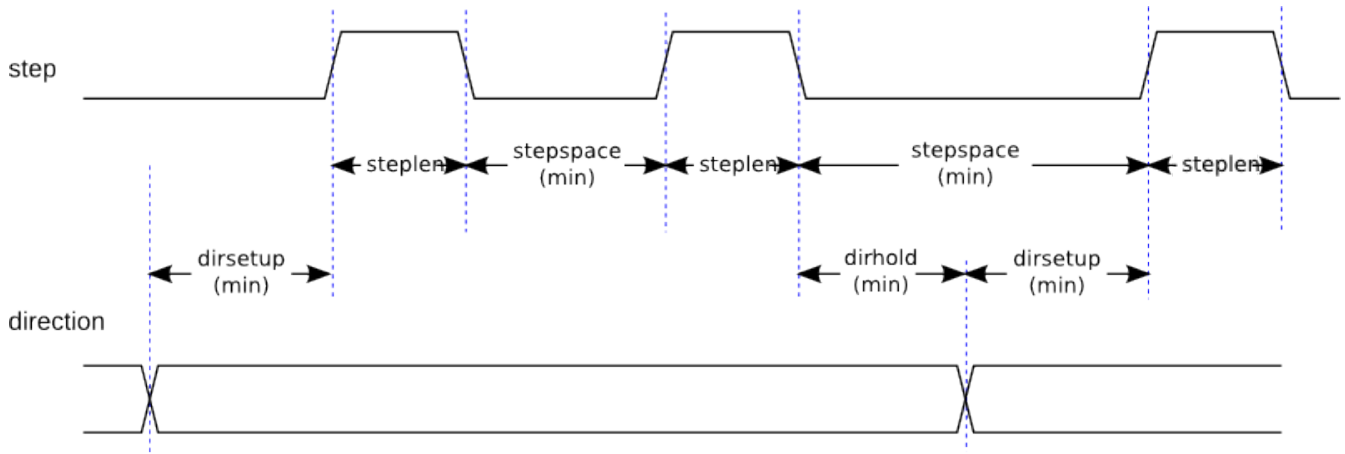 step
steplen
stepspace
(min)
steplen
stepspace
(min)
steplen
dirsetup
(min)
dirhold
(min)
dirsetup
(min)
direction